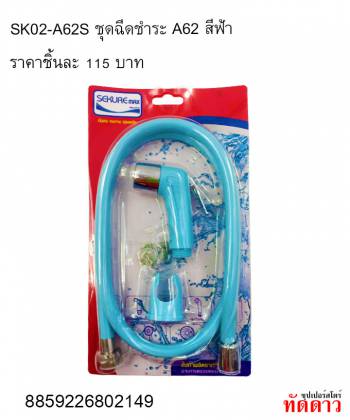 SK02-A62S ชุดฉีดชำระ A62 สีฟ้า
ราคาชิ้นละ 115 บาท
SEKURE max
8859226802149
ซุปเปอร์สโตร์
ทัดดาว